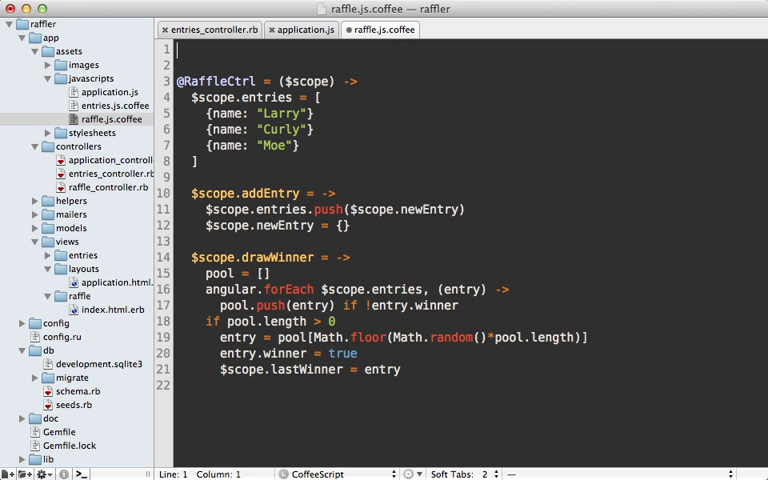 raffle.js.coffee — raffler
raffler
app
assets
images
javascripts
application.js
entries.js.coffee
raffle.js.coffee
stylesheets
controllers
application_controll
entries_controller.rb
raffle_controller.rb
helpers
mailers
models
views
entries
layouts
application.html.
raffle
index.html.erb
config
config.ru
db
development.sqlite3
migrate
schema.rb
seeds.rb
doc
Gemfile
Gemfile.lock
lib
entries_controller.rb application.js raffle.js.coffee
1
2
3 @RaffleCtrl = ($scope) ->
4 $scope.entries = [
5 {name: "Larry"}
6 {name: "Curly"}
7 {name: "Moe"}
8 ]
9
10 $scope.addEntry = ->
11 $scope.entries.push($scope.newEntry)
12 $scope.newEntry = {}
13
14 $scope.drawWinner = ->
15 pool = []
16 angular.forEach $scope.entries, (entry) ->
17 pool.push(entry) if !entry.winner
18 if pool.length > 0
19 entry = pool[Math.floor(Math.random()*pool.length)]
20 entry.winner = true
21 $scope.lastWinner = entry
22
Line: 1 Column: 1 CoffeeScript Soft Tabs: 2 —